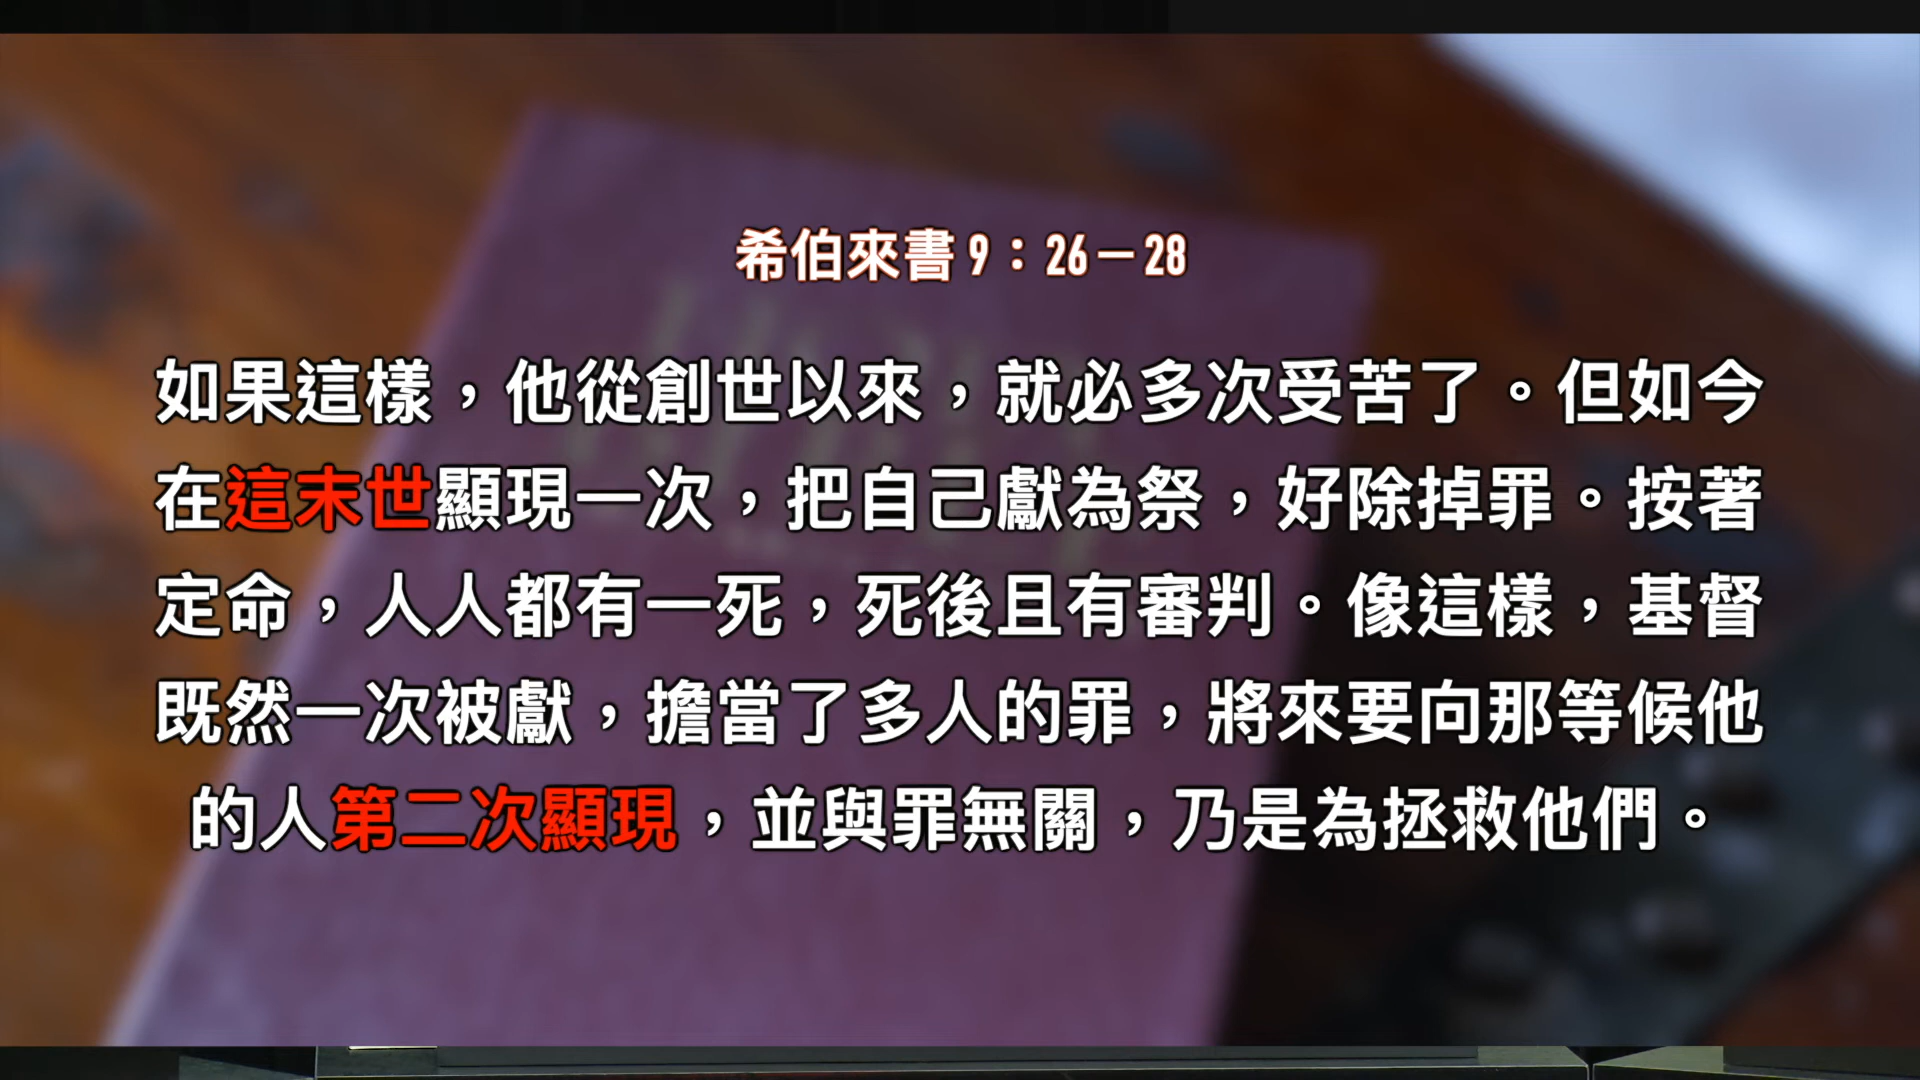 希伯來書9：26－28
如果這樣，他從創世以來，就必多次受苦了。但如今
在這末世顯現一次，把自己獻為祭，好除掉罪。按著
定命，人人都有一死，死後且有審判。像這樣，基督
既然一次被獻，擔當了多人的罪，將來要向那等候他
的人第二次顯現，並與罪無關，乃是為拯救他們。